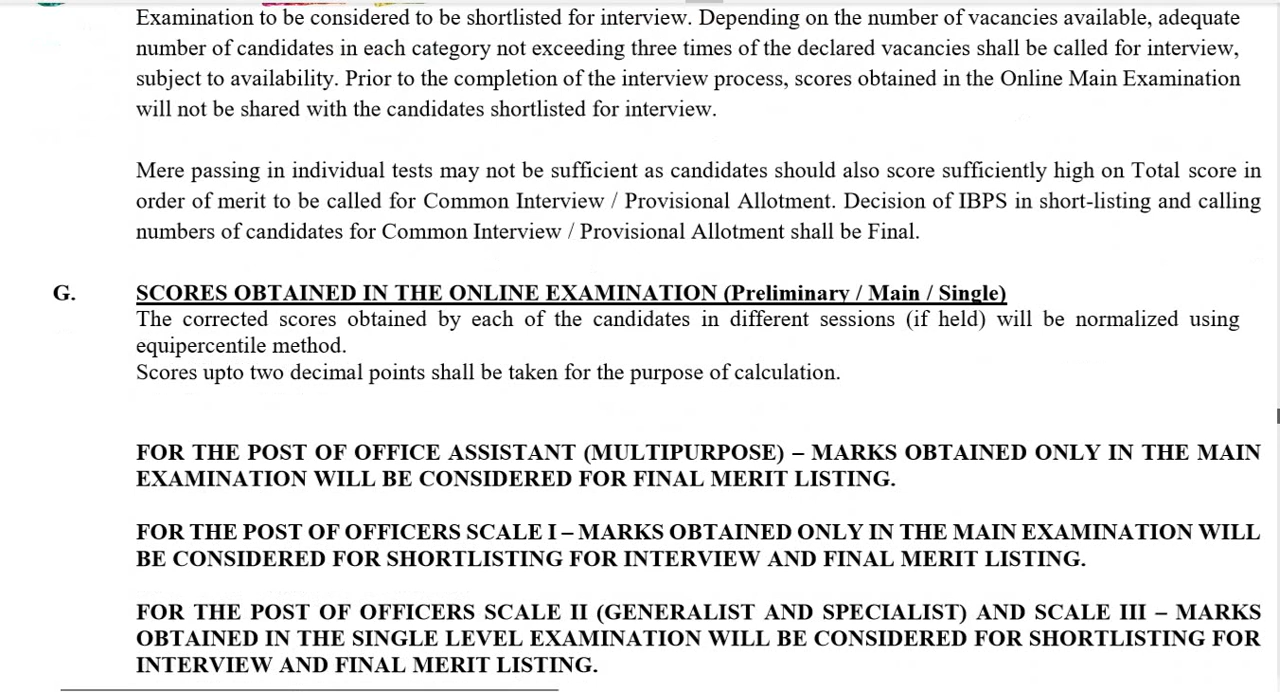 Examination to be considered to be shortlisted for interview. Depending on the number of vacancies available, adequate
number of candidates in each category not exceeding three times of the declared vacancies shall be called for interview,
subject to availability. Prior to the completion of the interview process, scores obtained in the Online Main Examination
will not be shared with the candidates shortlisted for interview.
Mere passing in individual tests may not be sufficient as candidates should also score sufficiently high on Total score in
order of merit to be called for Common Interview / Provisional Allotment. Decision of IBPS in short-listing and calling
numbers of candidates for Common Interview / Provisional Allotment shall be Final.
G. SCORES OBTAINED IN THE ONLINE EXAMINATION (Preliminary / Main / Single)
The corrected scores obtained by each of the candidates in different sessions (if held) will be normalized using
equipercentile method.
Scores upto two decimal points shall be taken for the purpose of calculation.
FOR THE POST OF OFFICE ASSISTANT (MULTIPURPOSE) – MARKS OBTAINED ONLY IN THE MAIN
EXAMINATION WILL BE CONSIDERED FOR FINAL MERIT LISTING.
FOR THE POST OF OFFICERS SCALE I – MARKS OBTAINED ONLY IN THE MAIN EXAMINATION WILL
BE CONSIDERED FOR SHORTLISTING FOR INTERVIEW AND FINAL MERIT LISTING.
FOR THE POST OF OFFICERS SCALE II (GENERALIST AND SPECIALIST) AND SCALE III – MARKS
OBTAINED IN THE SINGLE LEVEL EXAMINATION WILL BE CONSIDERED FOR SHORTLISTING FOR
INTERVIEW AND FINAL MERIT LISTING.